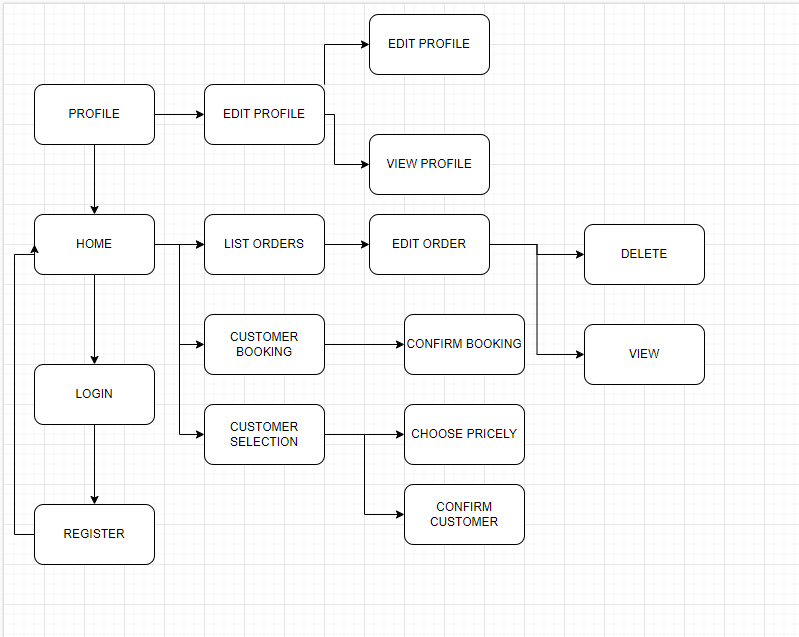 EDIT PROFILE
PROFILE
EDIT PROFILE
VIEW PROFILE
HOME
LIST ORDERS
EDIT ORDER
DELETE
CUSTOMER
BOOKING
CONFIRM BOOKING
VIEW
LOGIN
CUSTOMER
SELECTION
CHOOSE PRICELY
REGISTER
CONFIRM
CUSTOMER